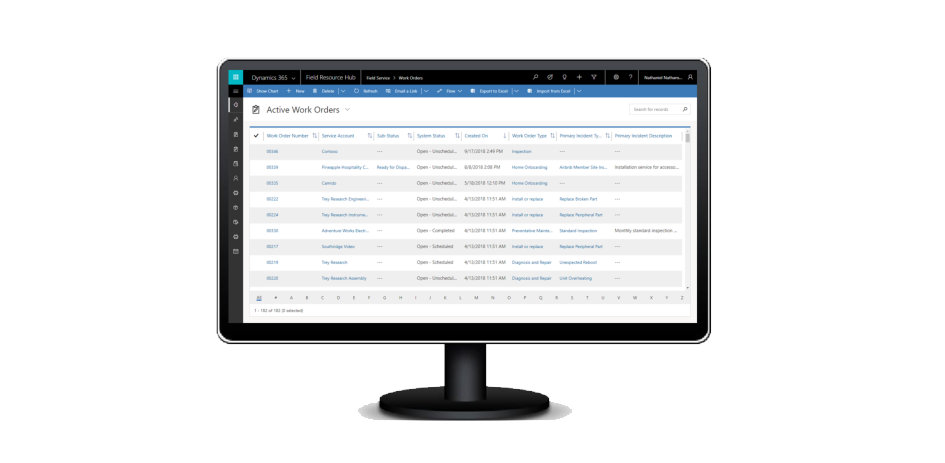 Dynamics 365 Field Resource Hub Field Service > Work Orders Nathaniel Nathans...
Show Chart + New Delete Refresh Email a Link Flow Export to Excel Import from Excel
Active Work Orders Search for records
Work Order Number Service Account Sub Status System Status Created On Work Order Type Primary Incident Ty... Primary Incident Description
Contoso --- Open - Unschedul... 9/17/2018 2:49 PM Inspection --- ---
Pineapple Hospitality C... Ready for Dispa... Open - Unschedul... 8/8/2018 2:08 PM Home Onboarding Airbnb Member Site Ins... Installation service for accesso...
--- Open - Unschedul... 5/18/2018 12:10 PM Home Onboarding --- ---
00222 Trey Research Engineeri... --- Open - Unschedul... 4/13/2018 11:51 AM Install or replace Replace Broken Part ---
00224 Trey Research Instrume... --- Open - Unschedul... 4/13/2018 11:51 AM Install or replace Replace Peripheral Part ---
Adventure Works Electr... --- Open - Completed 4/13/2018 11:51 AM Preventative Mainte... Standard Inspection Monthly standard inspection ...
00217 Southridge Video --- Open - Scheduled 4/13/2018 11:51 AM Install or replace Replace Peripheral Part ---
00219 Trey Research --- Open - Scheduled 4/13/2018 11:51 AM Diagnosis and Repair Unexpected Reboot ---
00220 Trey Research Assembly --- Open - Unschedul... 4/13/2018 11:51 AM Diagnosis and Repair Unit Overheating ---
All # A B C D E F G H I J K L M N O P Q R S T U V W X Y Z
1 - 102 of 102 (0 selected)